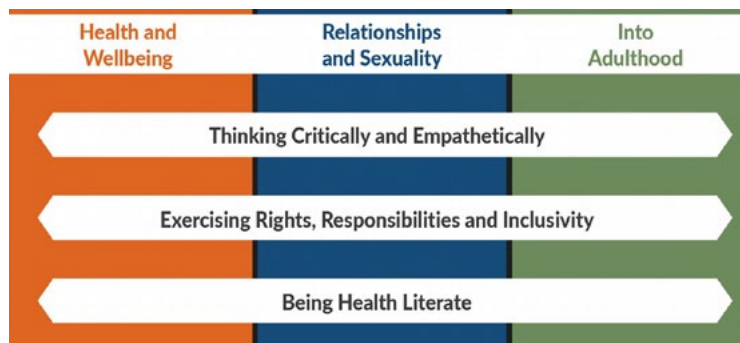 Health and
Wellbeing
Relationships
and Sexuality
Into
Adulthood
Thinking Critically and Empathetically
Exercising Rights, Responsibilities and Inclusivity
Being Health Literate